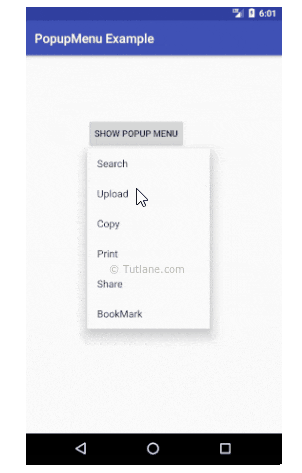 6:01
PopupMenu Example
SHOW POPUP MENU
Search
Upload
Copy
Print
© Tutlane.com
Share
BookMark